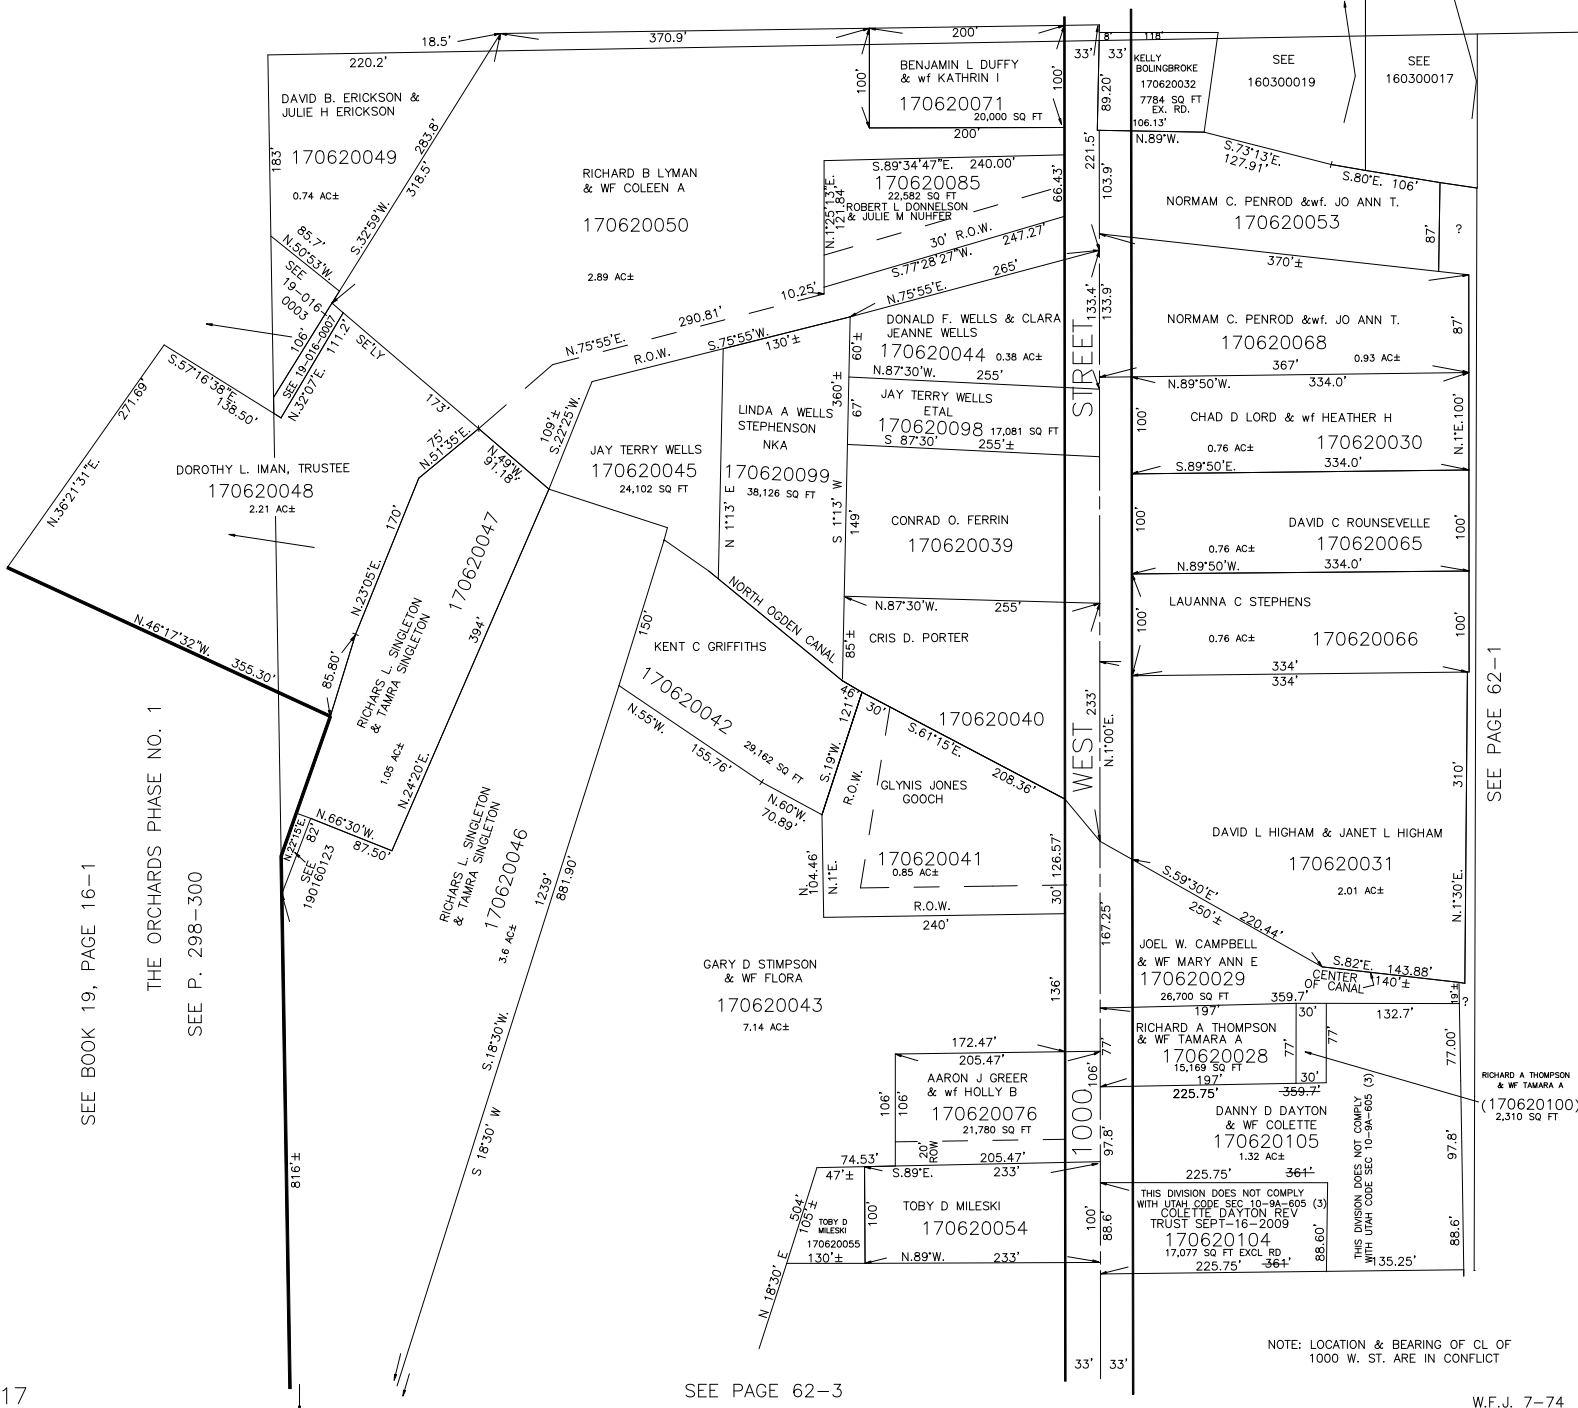 18.5'
370.9'
200'
220.2'
33' 33'
8' 118'
DAVID B. ERICKSON &
JULIE H ERICKSON
170620049
0.74 AC±
183'
283.8'
318.5'
S.32°59'W.
85.7'
N.50°53'W.
SEE
19-016-
0003
106'
SEE 19-016-0007
111.2'
N.32°07'E.
SE'LY
173'
RICHARD B LYMAN
& WF COLEEN A
170620050
2.89 AC±
100'
BENJAMIN L DUFFY
& wf KATHRIN I
170620071
20,000 SQ FT
200'
100'
89.20'
KELLY
BOLINGBROKE
170620032
7784 SQ FT
EX. RD.
106.13'
N.89°W.
SEE
160300019
SEE
160300017
S.73°13'E.
127.91'
S.80°E. 106'
221.5'
103.9'
66.43'
S.89°34'47"E. 240.00'
170620085
22,582 SQ FT
ROBERT L DONNELSON
& JULIE M NUHFER
N.1°25'13"E.
121.84'
30' R.O.W.
S.77°28'27"W. 247.27'
10.25'
290.81'
N.75°55'E.
R.O.W.
S.75°55'W.
130'±
N.75°55'E. 265'
NORMAM C. PENROD &wf. JO ANN T.
170620053
87'
?
370'±
NORMAM C. PENROD &wf. JO ANN T.
170620068
0.93 AC±
367'
87'
133.4'
133.9'
N.89°50'W. 334.0'
CHAD D LORD & wf HEATHER H
0.76 AC±
170620030
100'
N.1°E.100'
S.89°50'E. 334.0'
DAVID C ROUNSEVELLE
170620065
0.76 AC±
100'
100'
N.89°50'W. 334.0'
LAUANNA C STEPHENS
0.76 AC±
170620066
100'
100'
334'
334'
SEE PAGE 62-1
DONALD F. WELLS & CLARA
JEANNE WELLS
170620044 0.38 AC±
60'±
N.87°30'W. 255'
JAY TERRY WELLS
ETAL
170620098 17,081 SQ FT
S 87°30' 255'±
67'
360'±
LINDA A WELLS
STEPHENSON
NKA
170620099
38,126 SQ FT
N 1°13' E
S 1°13' W
149'
JAY TERRY WELLS
170620045
24,102 SQ FT
109'±
S.22°25'W.
CONRAD O. FERRIN
170620039
N.87°30'W. 255'
CRIS D. PORTER
85'±
170620040
NORTH OGDEN CANAL
S.57°16'38"E.
138.50'
271.69'
N.36°21'31"E.
DOROTHY L. IMAN, TRUSTEE
170620048
2.21 AC±
75'
N.51°35'E.
N.49°W.
91.18'
170'
N.23°05'E.
85.80'
N.46°17'32"W.
355.30'
170620047
RICHARS L. SINGLETON
& TAMRA SINGLETON
1.05 AC±
394'
N.24°20'E.
N.66°30'W.
87.50'
N.22°15'E.
82'
SEE
190160123
RICHARS L. SINGLETON
& TAMRA SINGLETON
170620046
3.6 AC±
1239'
881.90'
150'
S.18°30'W.
S 18°30' W
816'±
KENT C GRIFFITHS
170620042
29,162 SQ FT
N.55°W.
155.76'
N.60°W.
70.89'
46'
30'
121.6'
S.19°W.
R.O.W.
S.61°15'E.
208.36'
GLYNIS JONES
GOOCH
170620041
0.85 AC±
N.
104.46'
N.1°E.
126.57'
30'
R.O.W.
240'
1000 WEST STREET
233'
N.1°00'E.
167.25'
DAVID L HIGHAM & JANET L HIGHAM
170620031
2.01 AC±
310'
N.1°30'E.
S.59°30'E.
250'±
220.44'
S.82°E. 143.88'
CENTER
OF CANAL
140'±
19'±
?
JOEL W. CAMPBELL
& WF MARY ANN E
170620029
26,700 SQ FT
359.7'
197'
30'
132.7'
RICHARD A THOMPSON
& WF TAMARA A
170620028
15,169 SQ FT
197'
30'
77'
77'
77'
77.00'
RICHARD A THOMPSON
& WF TAMARA A
(170620100)
2,310 SQ FT
225.75' 359.7'
DANNY D DAYTON
& WF COLETTE
170620105
1.32 AC±
97.8'
97.8'
225.75' 361'
THIS DIVISION DOES NOT COMPLY
WITH UTAH CODE SEC 10-9A-605 (3)
THIS DIVISION DOES NOT COMPLY
WITH UTAH CODE SEC 10-9A-605 (3)
COLETTE DAYTON REV
TRUST SEPT-16-2009
170620104
17,077 SQ FT EXCL RD
88.6'
88.60'
88.6'
225.75' 361'
135.25'
GARY D STIMPSON
& WF FLORA
170620043
7.14 AC±
136'
172.47'
205.47'
AARON J GREER
& wf HOLLY B
170620076
21,780 SQ FT
106'
106'
106'
20'
ROW
205.47'
74.53'
47'±
S.89°E. 233'
TOBY D MILESKI
170620054
100'
100'
N.89°W. 233'
TOBY D
MILESKI
170620055
130'±
504'
105'±
N 18°30' E
SEE BOOK 19, PAGE 16-1
THE ORCHARDS PHASE NO. 1
SEE P. 298-300
33' 33'
NOTE: LOCATION & BEARING OF CL OF
1000 W. ST. ARE IN CONFLICT
SEE PAGE 62-3
17
W.F.J. 7-74